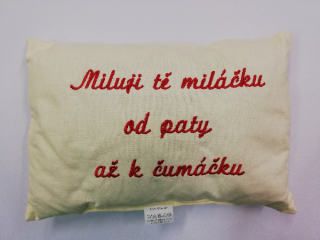 Miluji tě miláčku
od paty
až k čumáčku